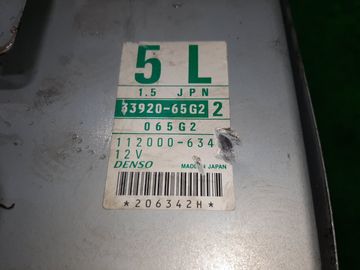 5 L
1.5 JPN
33920-65G2 2
065G2
112000-634
12V
DENSO MADE IN JAPAN
*206342H*